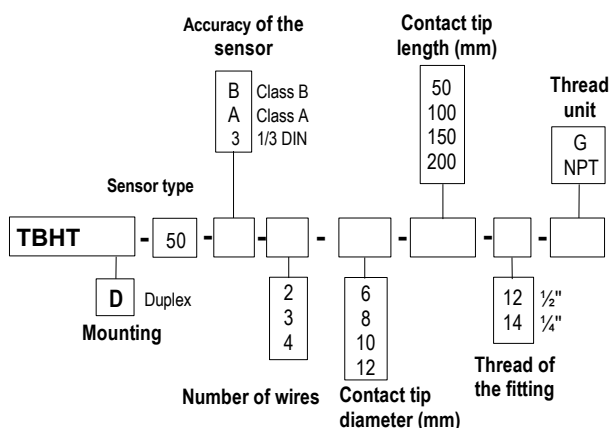 Accuracy of the
sensor
B Class B
A Class A
3 1/3 DIN
Contact tip
length (mm)
50
100
150
200
Thread
unit
G
NPT
Sensor type
TBHT - 50 - - - - - -
D Duplex
Mounting
2
3
4
Number of wires
6
8
10
12
Contact tip
diameter (mm)
12 ½"
14 ¼"
Thread of
the fitting